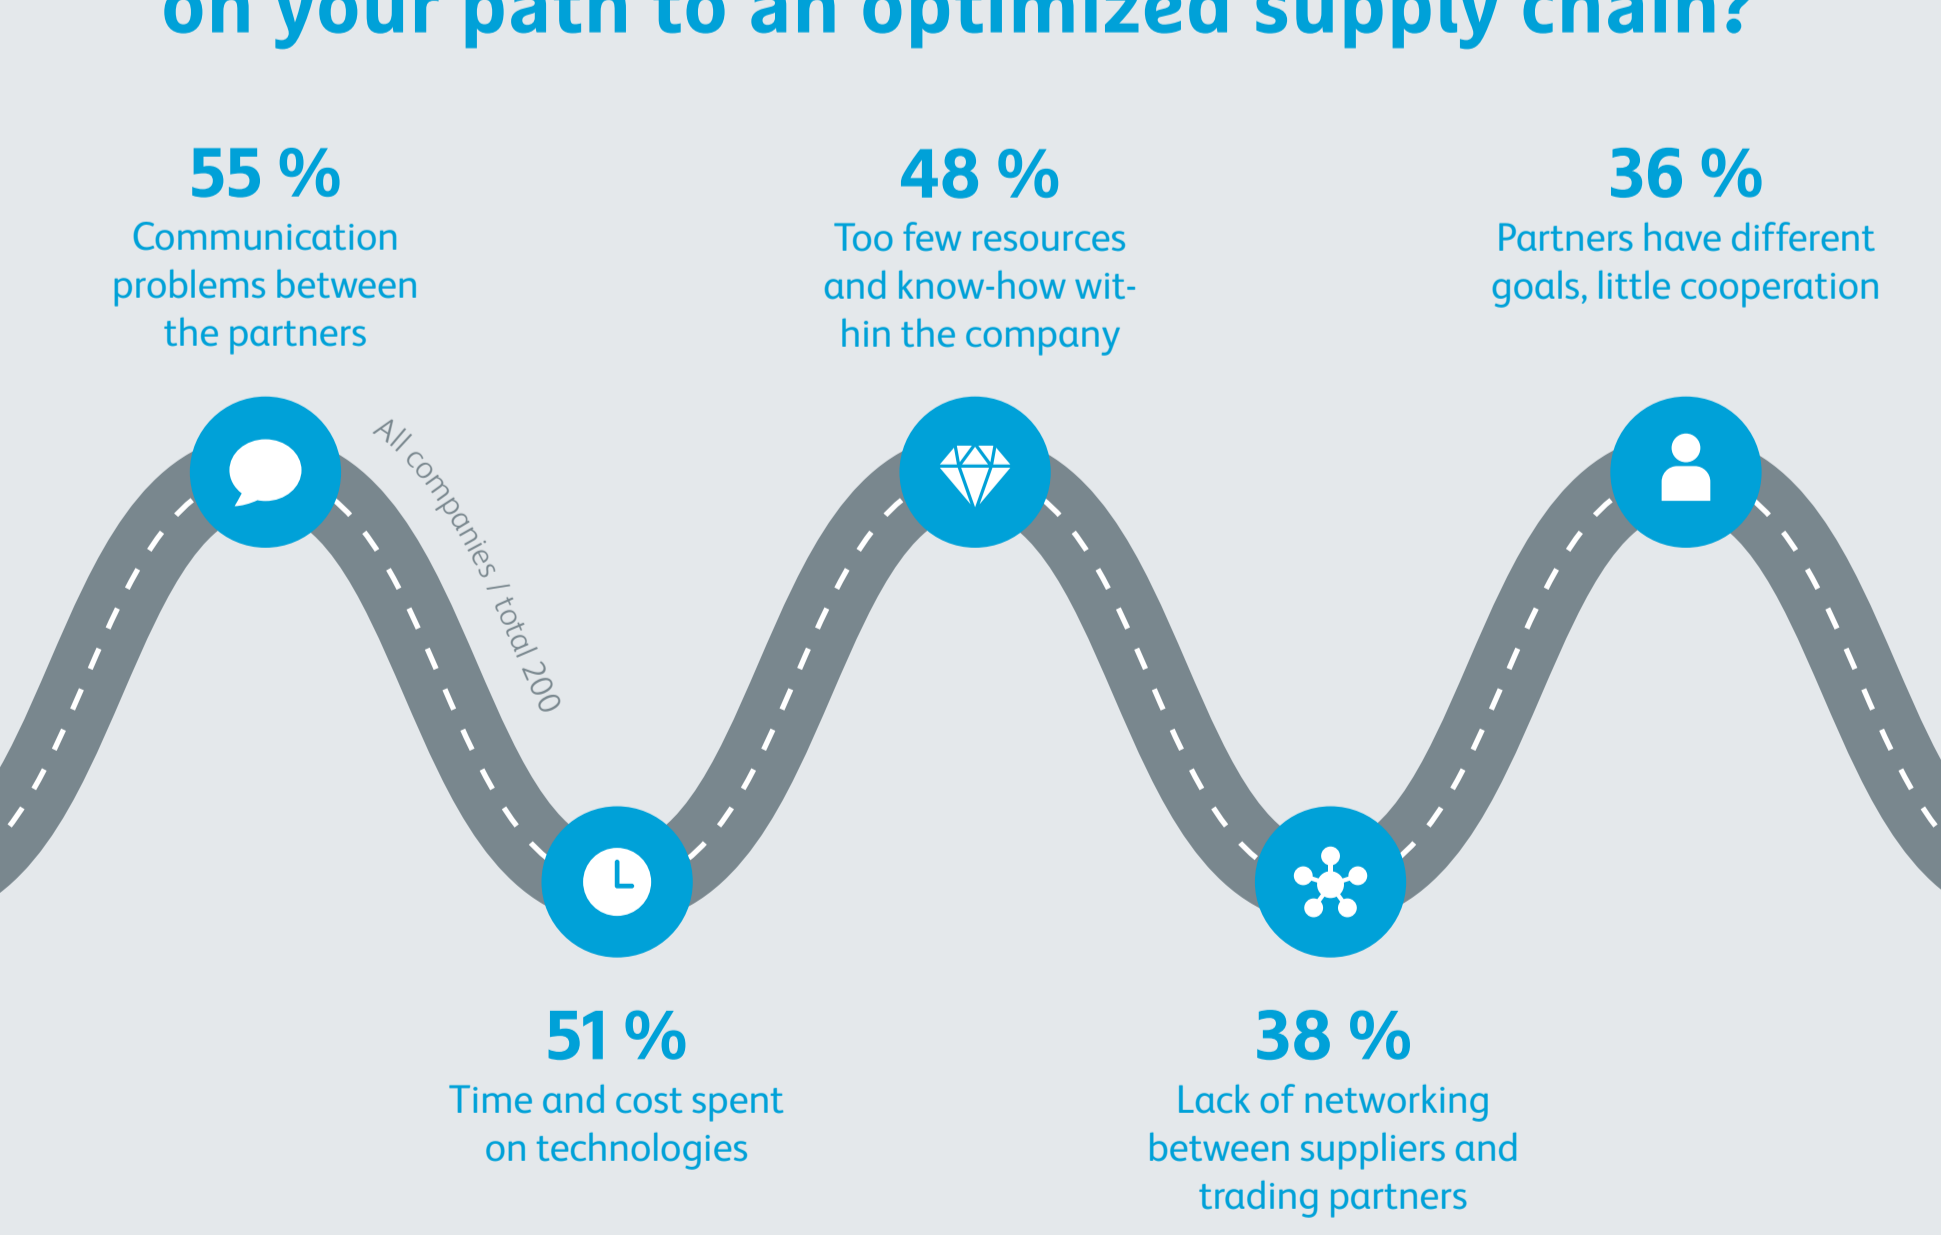 on your path to an optimized supply chain?
55 %
Communication
problems between
the partners
48 %
Too few resources
and know-how wit-
hin the company
36 %
Partners have different
goals, little cooperation
All companies / total 200
51 %
Time and cost spent
on technologies
38 %
Lack of networking
between suppliers and
trading partners